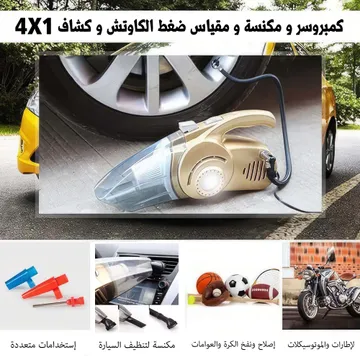 كمبروسر و مكنسة و مقياس ضغط الكاوتش و كشاف 4X1
إستخدامات متعددة
مكنسة لتنظيف السيارة
إصلاح ونفخ الكرة والعوامات
لإطارات والموتوسيكلات